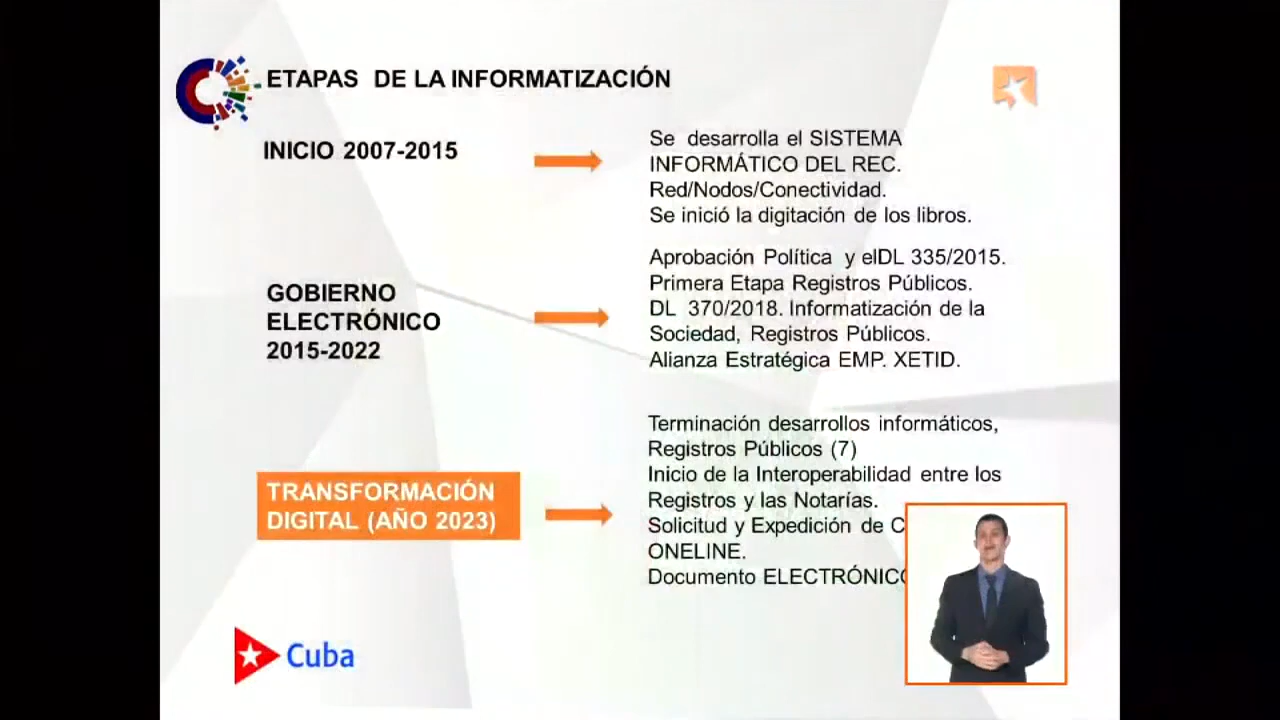 ETAPAS DE LA INFORMATIZACIÓN
INICIO 2007-2015
Se desarrolla el SISTEMA
INFORMÁTICO DEL REC.
Red/Nodos/Conectividad.
Se inició la digitación de los libros.
GOBIERNO
ELECTRÓNICO
2015-2022
Aprobación Política y elDL 335/2015.
Primera Etapa Registros Públicos.
DL 370/2018. Informatización de la
Sociedad, Registros Públicos.
Alianza Estratégica EMP. XETID.
TRANSFORMACIÓN
DIGITAL (AÑO 2023)
Terminación desarrollos informáticos,
Registros Públicos (7)
Inicio de la Interoperabilidad entre los
Registros y las Notarías.
Solicitud y Expedición de C
ONELINE.
Documento ELECTRÓNICO
Cuba